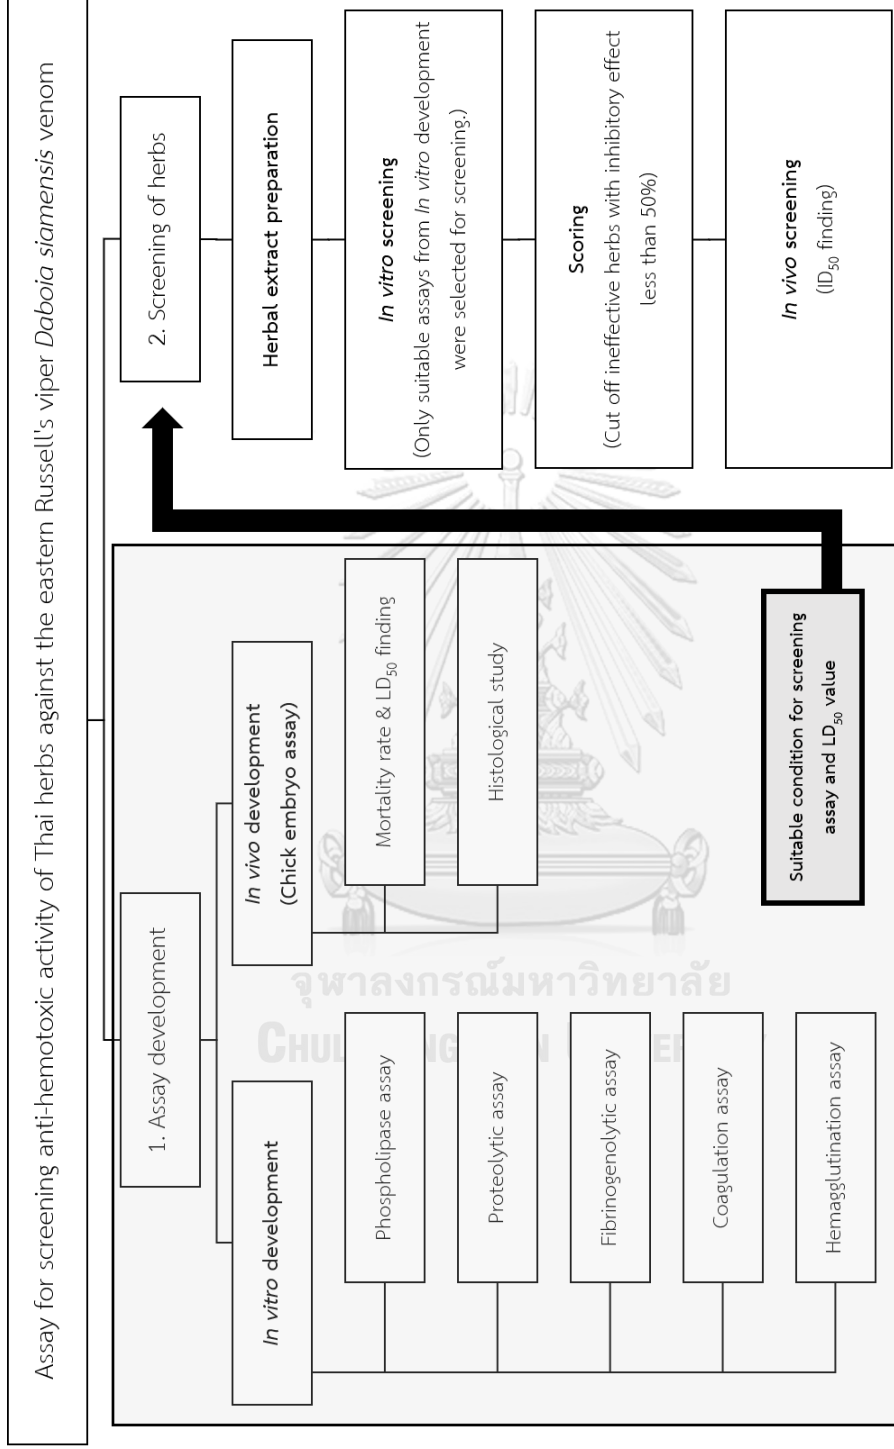 Assay for screening anti-hemotoxic activity of Thai herbs against the eastern Russell's viper Daboia siamensis venom
1. Assay development
In vitro development
Phospholipase assay
Proteolytic assay
Fibrinogenolytic assay
Coagulation assay
Hemagglutination assay
In vivo development
(Chick embryo assay)
Mortality rate & LD50 finding
Histological study
Suitable condition for screening
assay and LD50 value
2. Screening of herbs
Herbal extract preparation
In vitro screening
(Only suitable assays from In vitro development
were selected for screening.)
Scoring
(Cut off ineffective herbs with inhibitory effect
less than 50%)
In vivo screening
(ID50 finding)
จุฬาลงกรณ์มหาวิทยาลัย